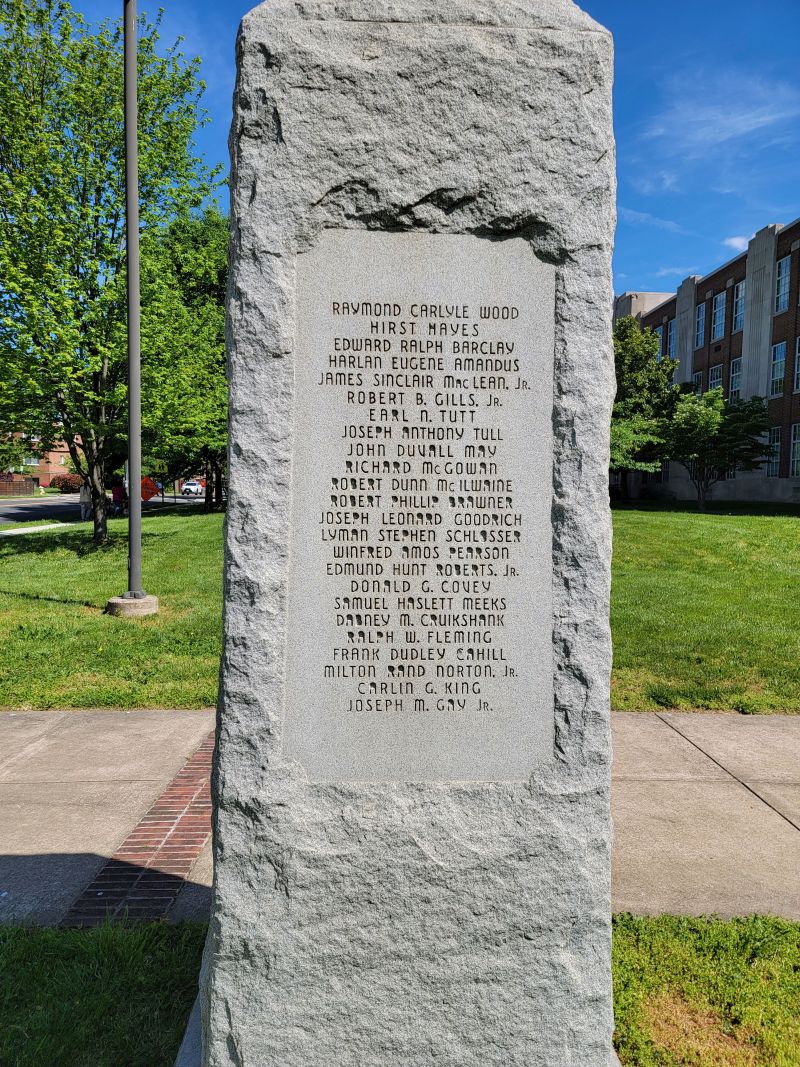 RAYMOND CARLYLE WOOD
HIRST MAYES
EDWARD RALPH BARCLAY
HARLAN EUGENE AMANDUS
JAMES SINCLAIR MacLEAN, Jr.
ROBERT B. GILLS, Jr.
EARL N. TUTT
JOSEPH ANTHONY TULL
JOHN DUVALL MAY
RICHARD McGOWAN
ROBERT DUNN McILWAINE
ROBERT PHILLIP BRAWNER
JOSEPH LEONARD GOODRICH
LYMAN STEPHEN SCHLOSSER
WINFRED AMOS PEARSON
EDMUND HUNT ROBERTS, Jr.
DONALD G. COVEY
SAMUEL HASLETT MEEKS
DABNEY M. CRUIKSHANK
RALPH W. FLEMING
FRANK DUDLEY CAHILL
MILTON RAND NORTON, Jr.
CARLIN G. KING
JOSEPH M. GAY Jr.